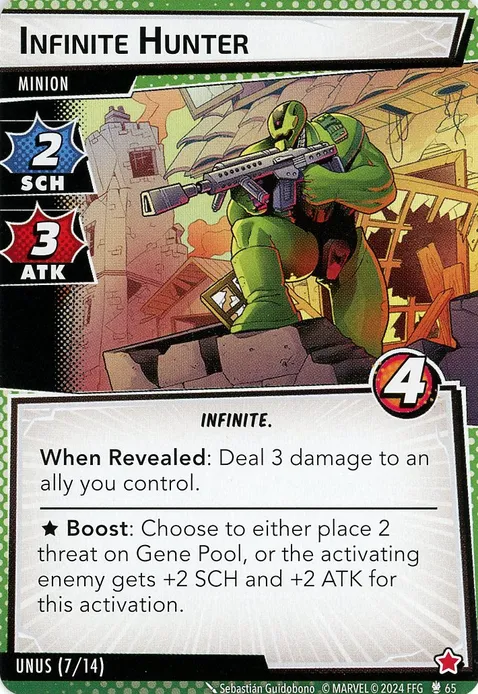 INFINITE HUNTER
MINION
2
SCH
3
ATK
4
INFINITE.
When Revealed: Deal 3 damage to an
ally you control.
★ Boost: Choose to either place 2
threat on Gene Pool, or the activating
enemy gets +2 SCH and +2 ATK for
this activation.
UNUS (7/14)
Sebastián Guidobono © MARVEL © 2024 FFG 65